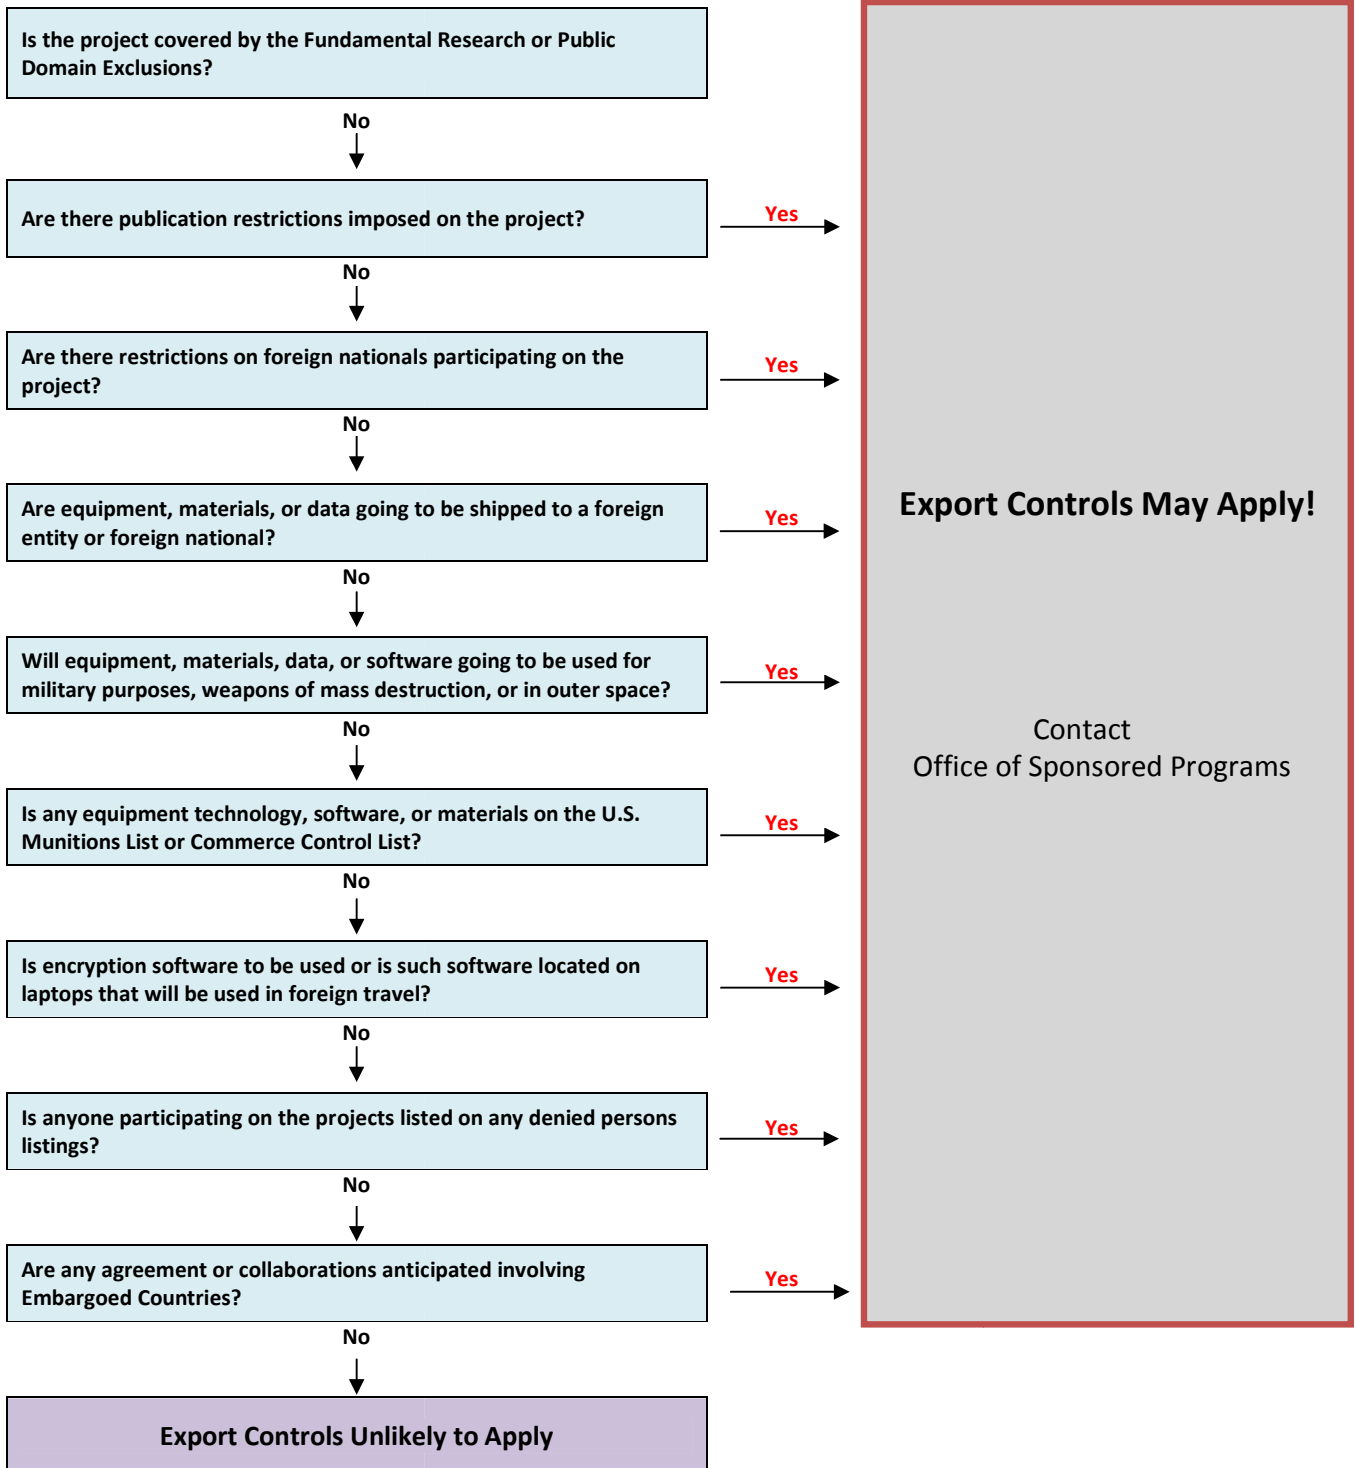 Is the project covered by the Fundamental Research or Public
Domain Exclusions?
No
Are there publication restrictions imposed on the project?
Yes
No
Are there restrictions on foreign nationals participating on the
project?
Yes
No
Are equipment, materials, or data going to be shipped to a foreign
entity or foreign national?
Yes
No
Will equipment, materials, data, or software going to be used for
military purposes, weapons of mass destruction, or in outer space?
Yes
No
Is any equipment technology, software, or materials on the U.S.
Munitions List or Commerce Control List?
Yes
No
Is encryption software to be used or is such software located on
laptops that will be used in foreign travel?
Yes
No
Is anyone participating on the projects listed on any denied persons
listings?
Yes
No
Are any agreement or collaborations anticipated involving
Embargoed Countries?
Yes
No
Export Controls Unlikely to Apply
Export Controls May Apply!
Contact
Office of Sponsored Programs